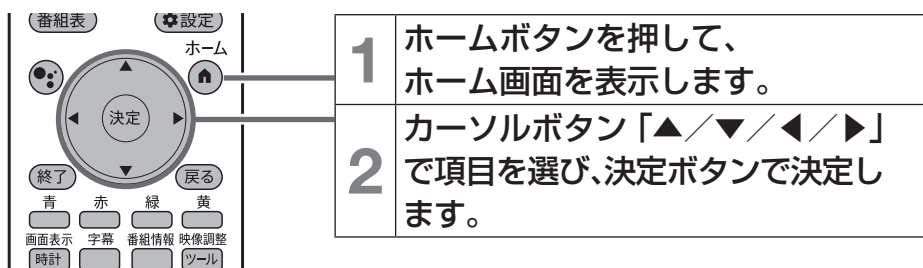 番組表
設定
ホーム
決定
終了
戻る
青 赤 緑 黄
画面表示 字幕 番組情報 映像調整
時計
ツール
1
ホームボタンを押して、
ホーム画面を表示します。
2
カーソルボタン「▲/▼/◀/▶」
で項目を選び、決定ボタンで決定し
ます。